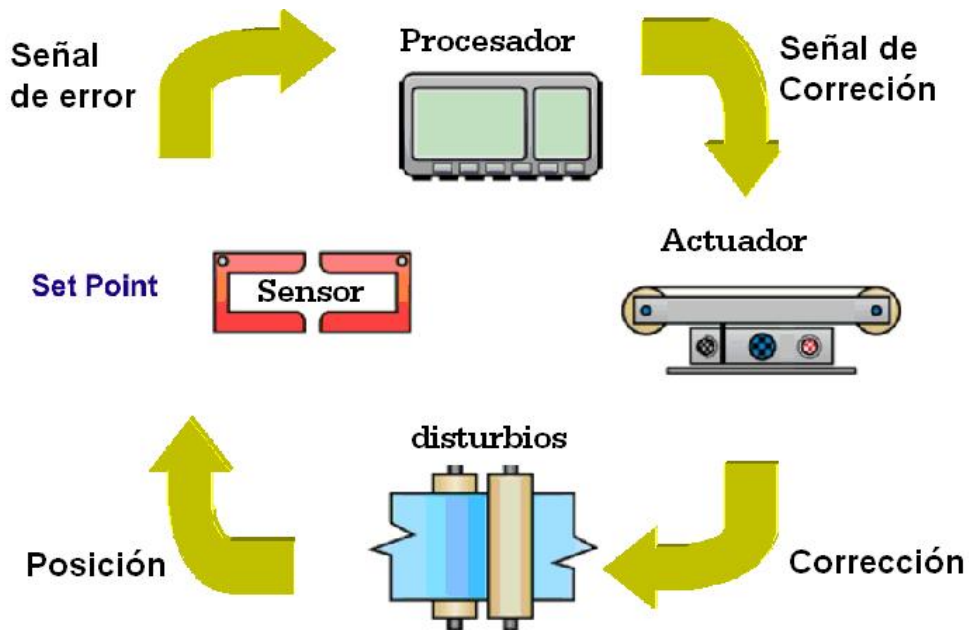 Señal
de error
Procesador
Señal de
Correción
Set Point
Sensor
Actuador
disturbios
Posición
Corrección